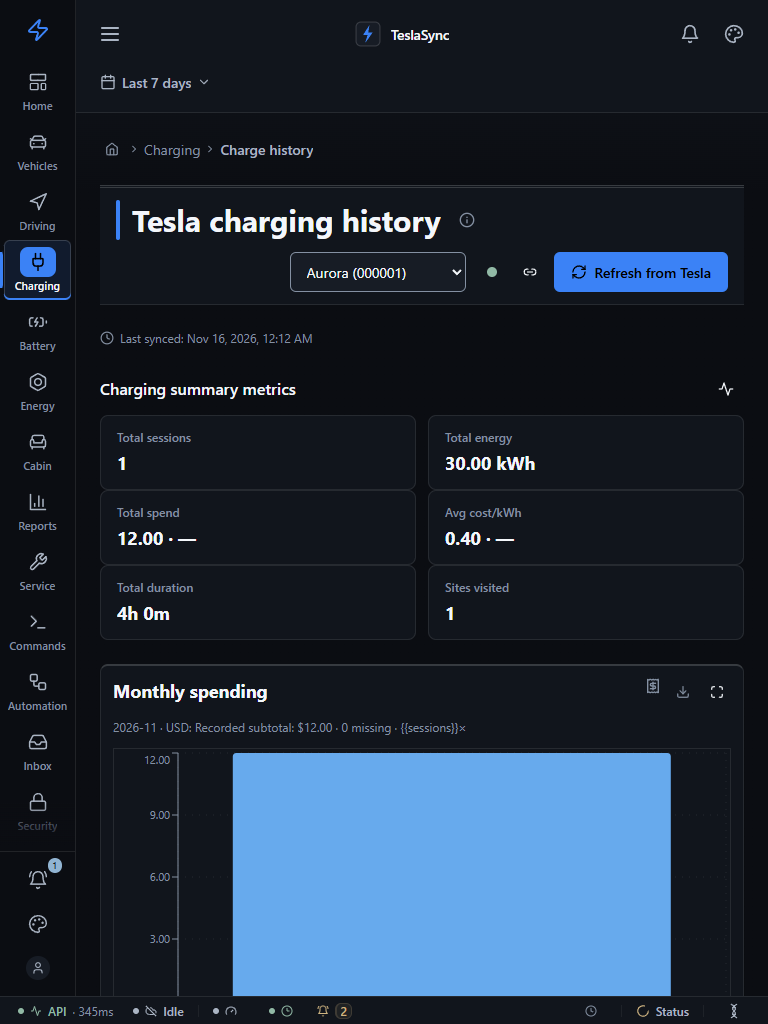 TeslaSync
Last 7 days
Home
Vehicles
Driving
Charging
Battery
Energy
Cabin
Reports
Service
Commands
Automation
Inbox
Security
1
Charging
Charge history
Tesla charging history
Aurora (000001)
Refresh from Tesla
Last synced: Nov 16, 2026, 12:12 AM
Charging summary metrics
Total sessions
1
Total energy
30.00 kWh
Total spend
12.00 · —
Avg cost/kWh
0.40 · —
Total duration
4h 0m
Sites visited
1
Monthly spending
2026-11 · USD: Recorded subtotal: $12.00 · 0 missing · {{sessions}}×
12.00
9.00
6.00
3.00
API · 345ms
Idle
2
Status